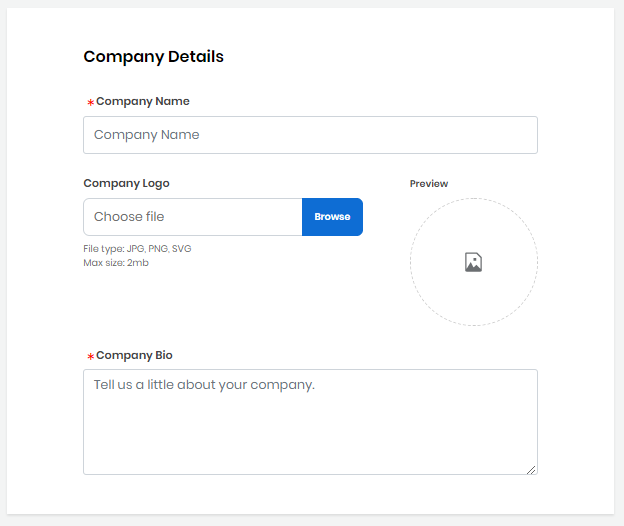 Company Details
*Company Name
Company Name
Company Logo
Preview
Choose file
Browse
File type: JPG, PNG, SVG
Max size: 2mb
*Company Bio
Tell us a little about your company.